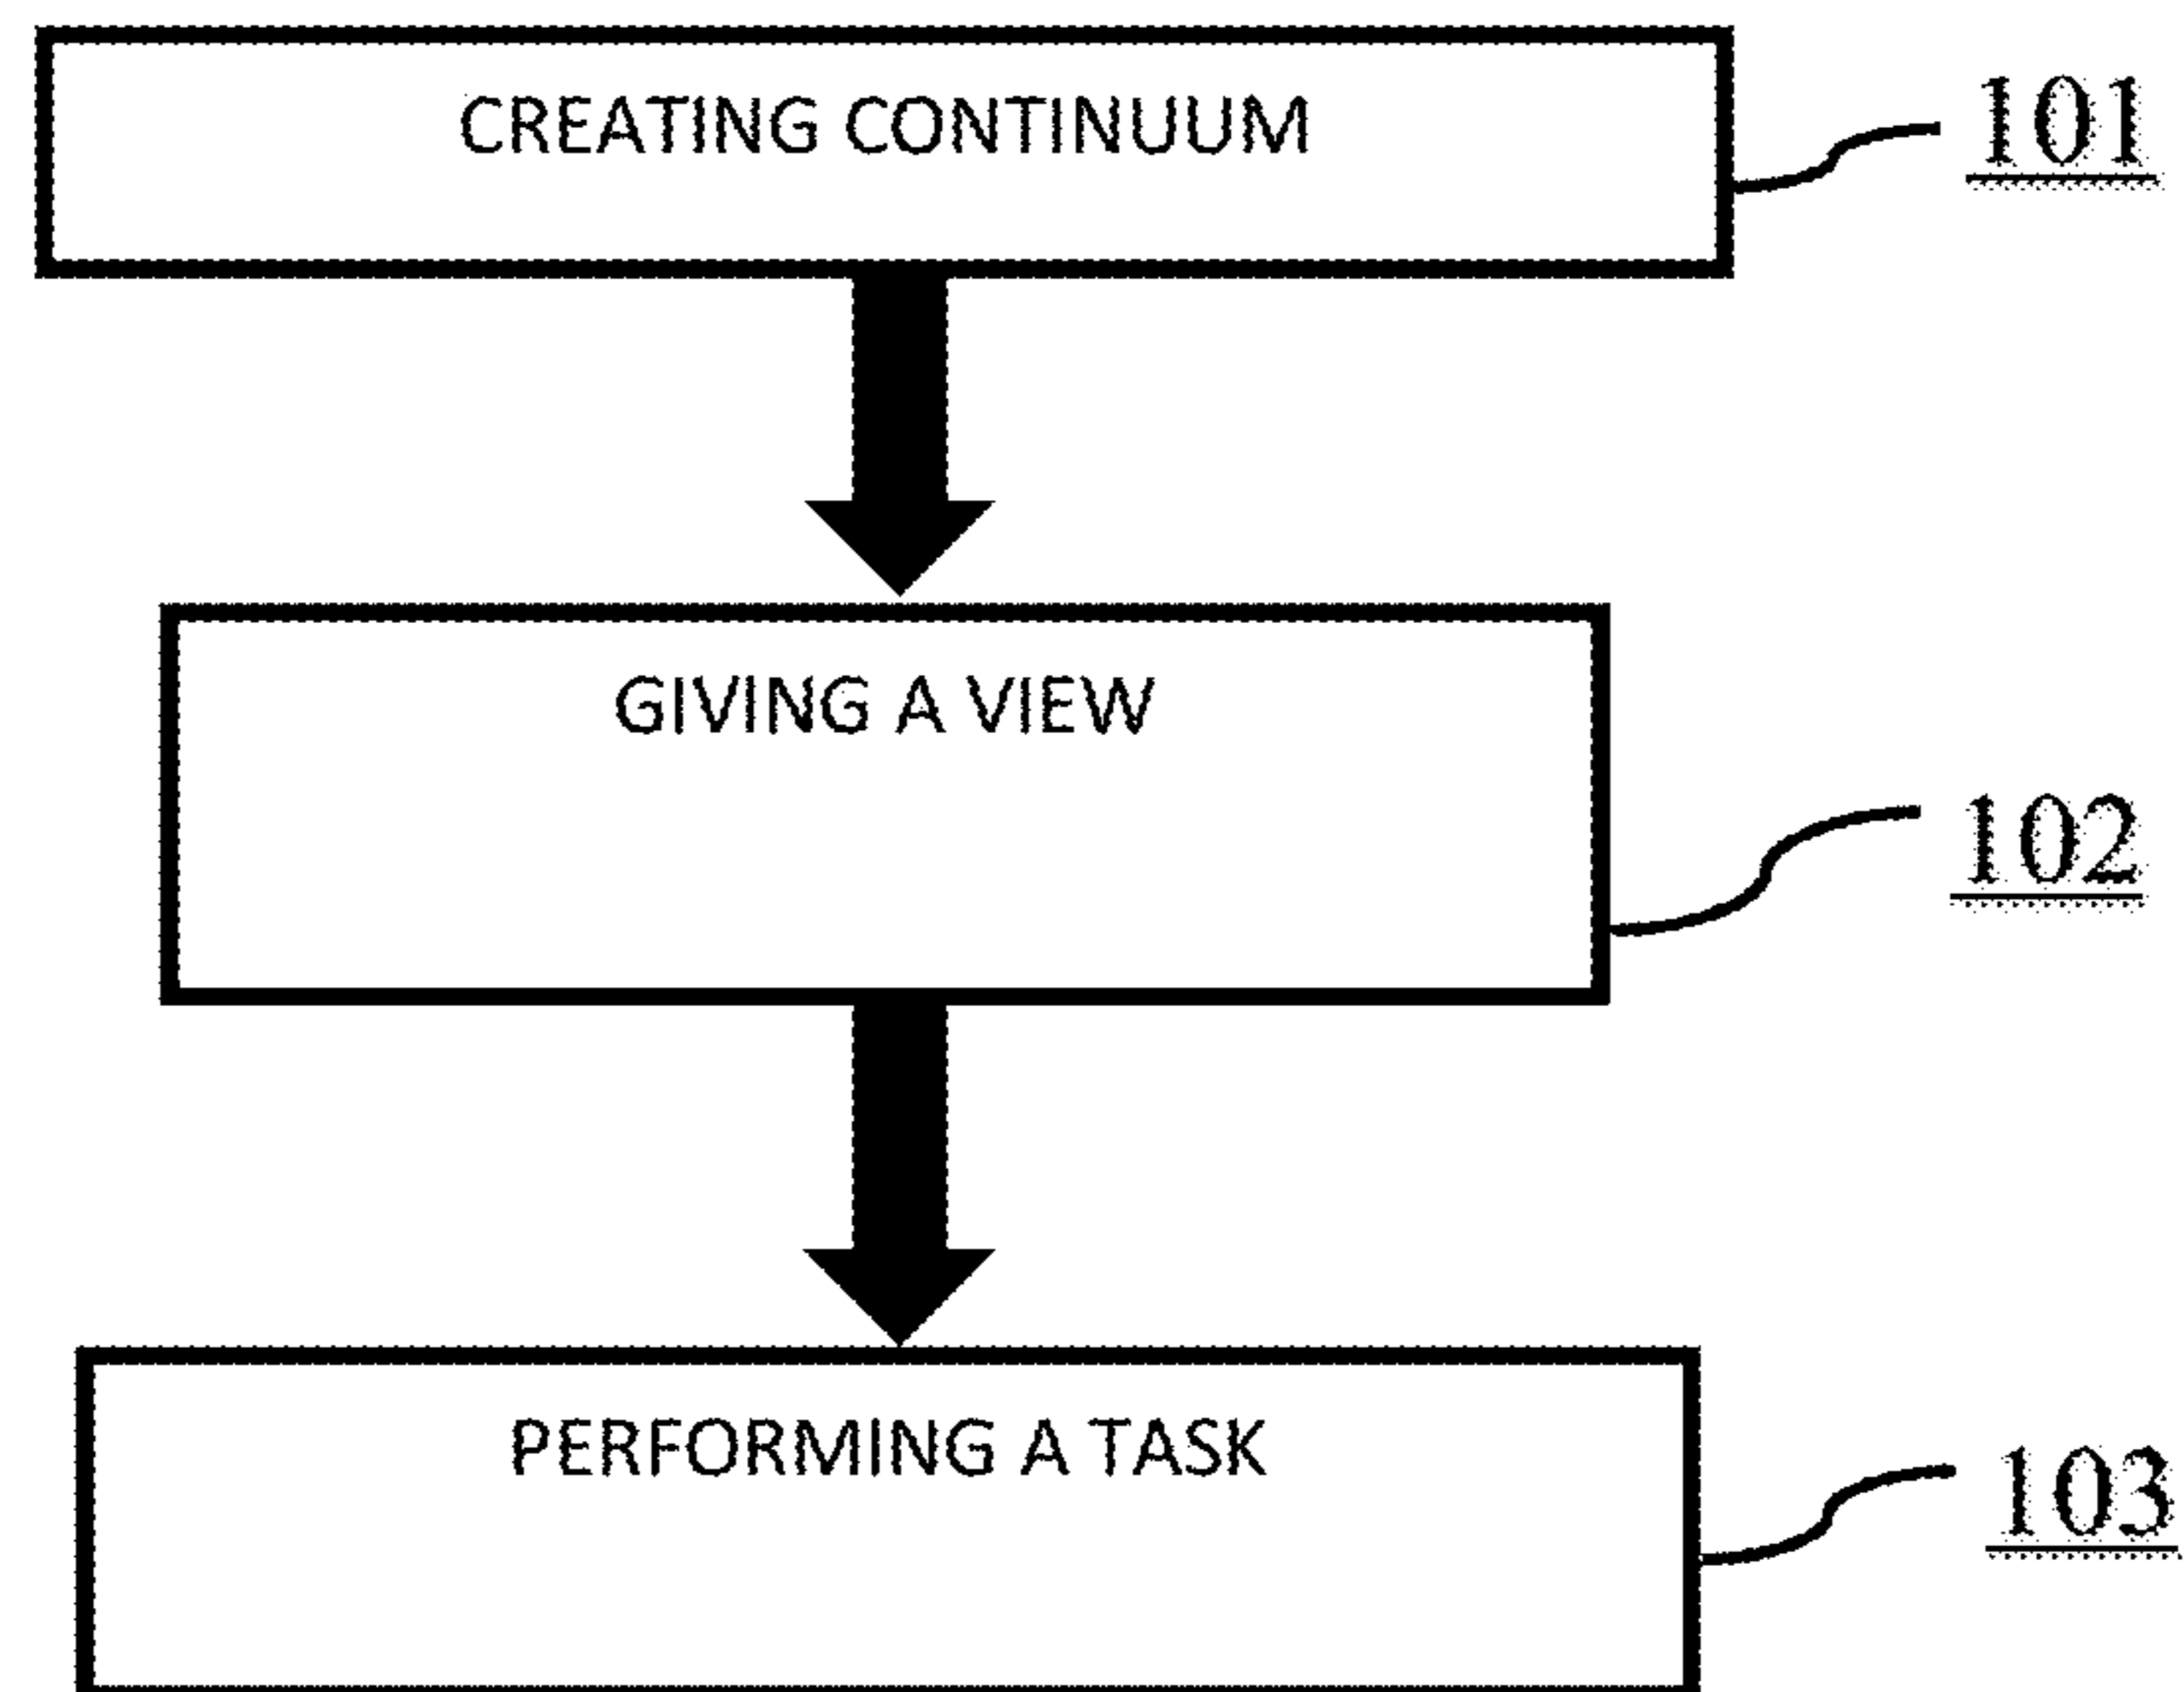 CREATING CONTINUUM
101
GIVING A VIEW
102
PERFORMING A TASK
103